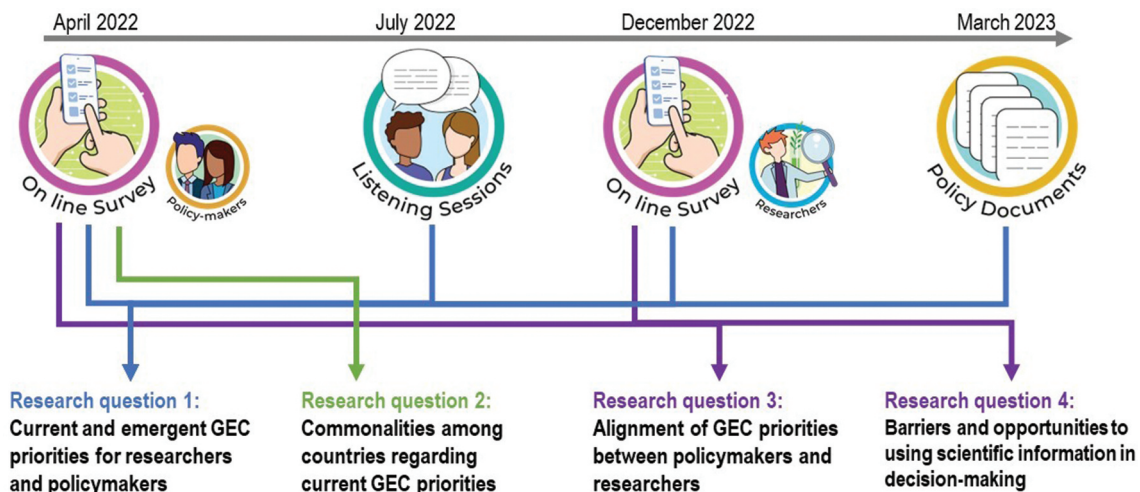 April 2022
July 2022
December 2022
March 2023
On line Survey
Policy-makers
Listening Sessions
On line Survey
Researchers
Policy Documents
Research question 1:
Current and emergent GEC
priorities for researchers
and policymakers
Research question 2:
Commonalities among
countries regarding
current GEC priorities
Research question 3:
Alignment of GEC priorities
between policymakers and
researchers
Research question 4:
Barriers and opportunities to
using scientific information in
decision-making